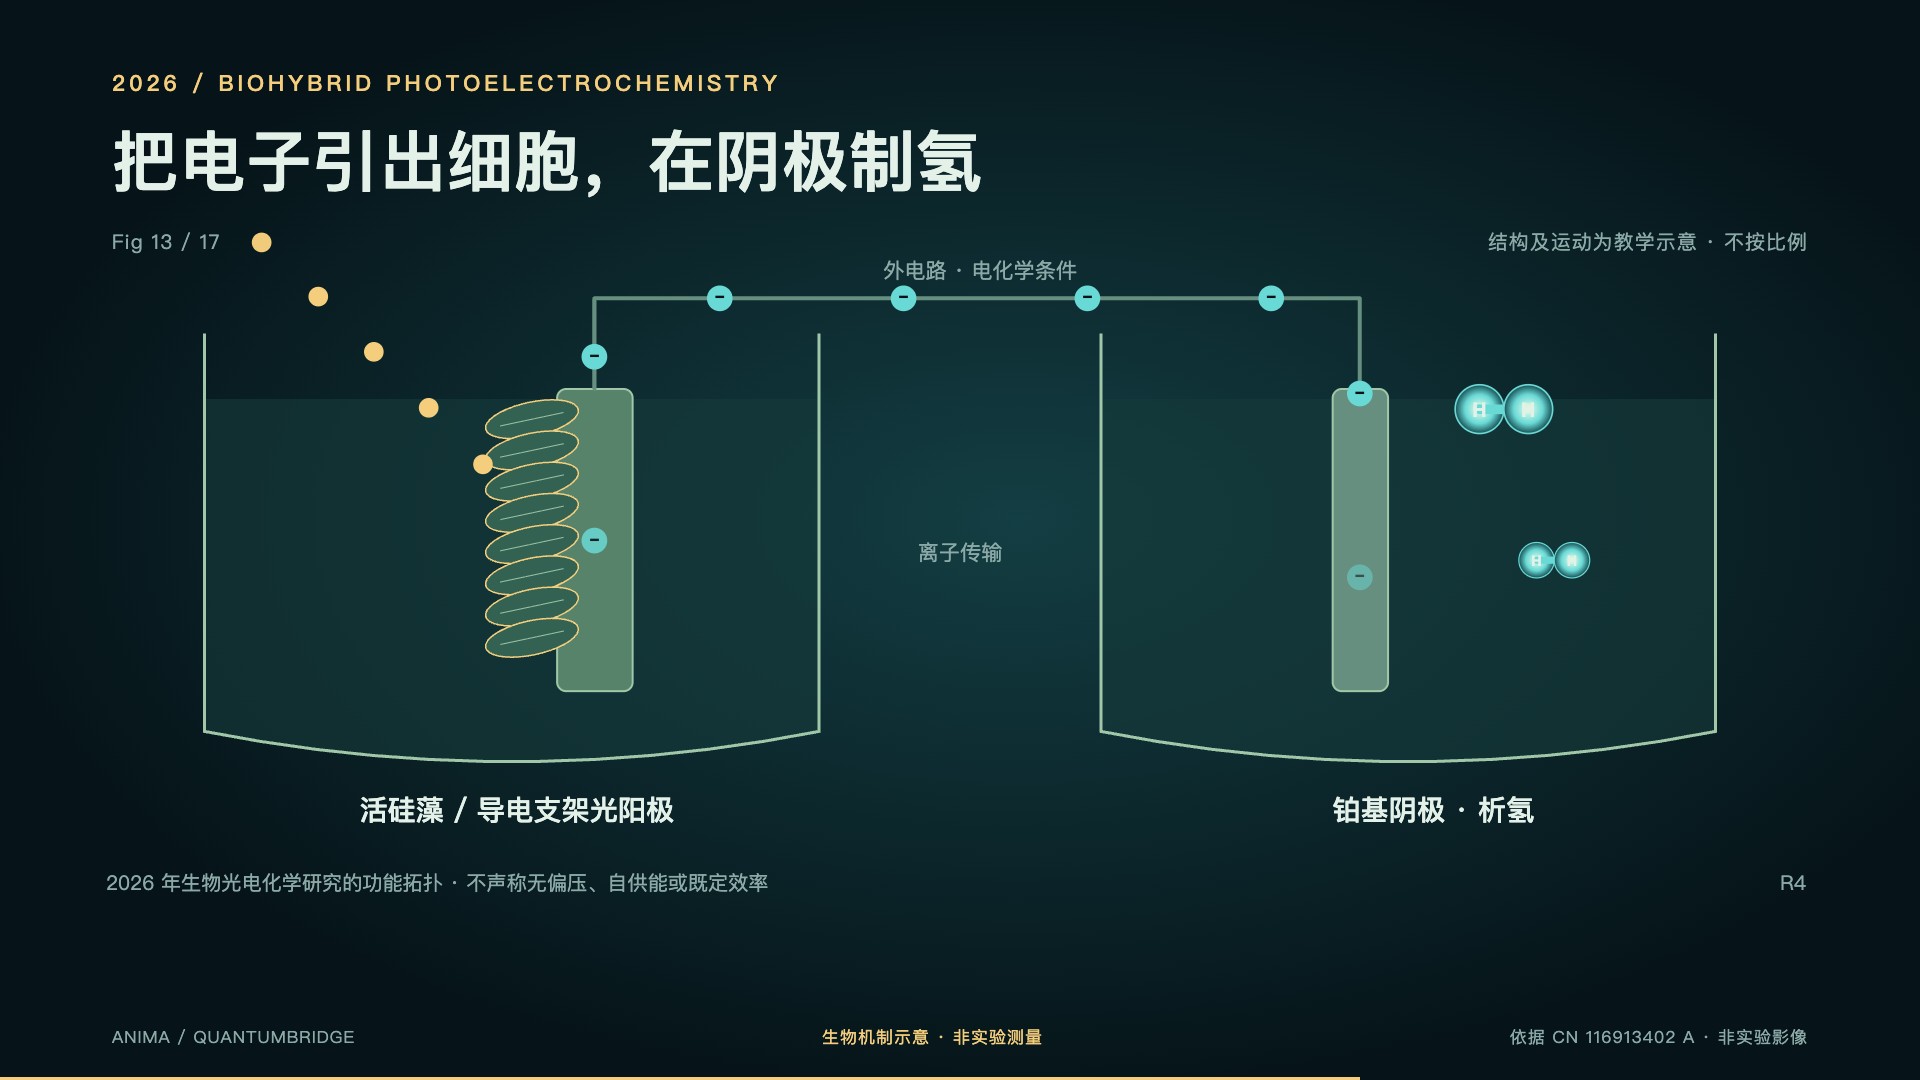 2026 / BIOHYBRID PHOTOELECTROCHEMISTRY
把电子引出细胞，在阴极制氢
Fig 13 / 17
结构及运动为教学示意 · 不按比例
外电路 · 电化学条件
离子传输
活硅藻 / 导电支架光阳极
铂基阴极 · 析氢
2026 年生物光电化学研究的功能拓扑 · 不声称无偏压、自供能或既定效率
R4
ANIMA / QUANTUMBRIDGE
生物机制示意 · 非实验测量
依据 CN 116913402 A · 非实验影像